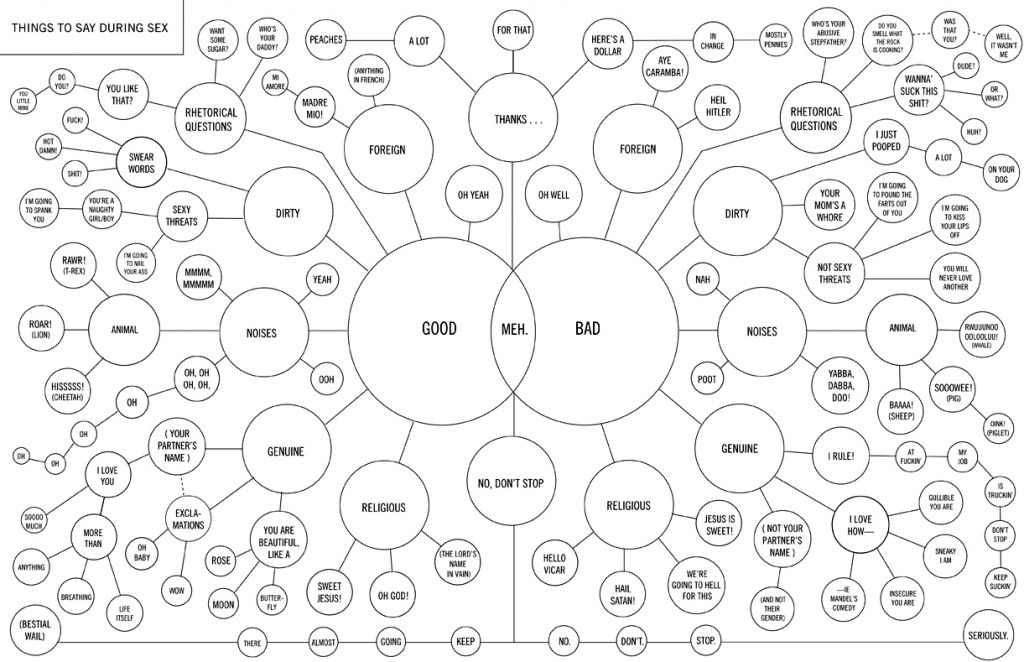 THINGS TO SAY DURING SEX
WANT
SOME
SUGAR?
WHO'S
YOUR
DADDY?
PEACHES
A LOT
FOR THAT
HERE'S A
DOLLAR
IN
CHANGE
MOSTLY
PENNIES
WHO'S YOUR
ABUSIVE
STEPFATHER?
DO YOU
SMELL WHAT
THE ROCK
IS COOKING?
WAS
THAT
YOU?
WELL,
IT WASN'T
ME
YOU
LITTLE
MINX
DO
YOU?
YOU LIKE
THAT?
RHETORICAL
QUESTIONS
MI
AMORE
(ANYTHING
IN FRENCH)
MADRE
MIO!
FOREIGN
THANKS . . .
AYE
CARAMBA!
HEIL
HITLER
FOREIGN
RHETORICAL
QUESTIONS
WANNA'
SUCK THIS
SHIT?
DUDE?
OR
WHAT?
HUH?
FUCK!
HOT
DAMN!
SHIT!
SWEAR
WORDS
I'M GOING
TO SPANK
YOU
YOU'RE A
NAUGHTY
GIRL/BOY
SEXY
THREATS
I'M GOING
TO NAIL
YOUR ASS
DIRTY
OH YEAH
OH WELL
DIRTY
I JUST
POOPED
A LOT
ON YOUR
DOG
YOUR
MOM'S A
WHORE
I'M GOING
TO POUND THE
FARTS OUT
OF YOU
I'M GOING
TO KISS
YOUR LIPS
OFF
NOT SEXY
THREATS
YOU WILL
NEVER LOVE
ANOTHER
RAWR!
(T-REX)
ROAR!
(LION)
HISSSSS!
(CHEETAH)
ANIMAL
MMMM,
MMMMM
YEAH
NOISES
OOH
OH, OH
OH, OH,
OH
OH
OH
OH
GOOD
MEH.
BAD
NAH
NOISES
POOT
YABBA,
DABBA,
DOO!
ANIMAL
RWUUUNOO
OOLOOLUU!
(WHALE)
SOOOWEE!
(PIG)
BAAAA!
(SHEEP)
OINK!
(PIGLET)
(YOUR
PARTNER'S
NAME)
GENUINE
I LOVE
YOU
SOOOO
MUCH
MORE
THAN
ANYTHING
BREATHING
LIFE
ITSELF
EXCLA-
MATIONS
OH
BABY
WOW
YOU ARE
BEAUTIFUL,
LIKE A
ROSE
MOON
BUTTER-
FLY
RELIGIOUS
SWEET
JESUS!
OH GOD!
(THE LORD'S
NAME
IN VAIN)
NO, DON'T STOP
RELIGIOUS
HELLO
VICAR
HAIL
SATAN!
WE'RE
GOING TO HELL
FOR THIS
JESUS IS
SWEET!
GENUINE
I RULE!
AT
FUCKIN'
MY
JOB
IS
TRUCKIN'
DON'T
STOP
KEEP
SUCKIN'
(NOT YOUR
PARTNER'S
NAME)
(AND NOT
THEIR
GENDER)
I LOVE
HOW—
GULLIBLE
YOU ARE
SNEAKY
I AM
INSECURE
YOU ARE
—IE
MANDEL'S
COMEDY
(BESTIAL
WAIL)
THERE
ALMOST
GOING
KEEP
NO.
DON'T.
STOP.
SERIOUSLY.